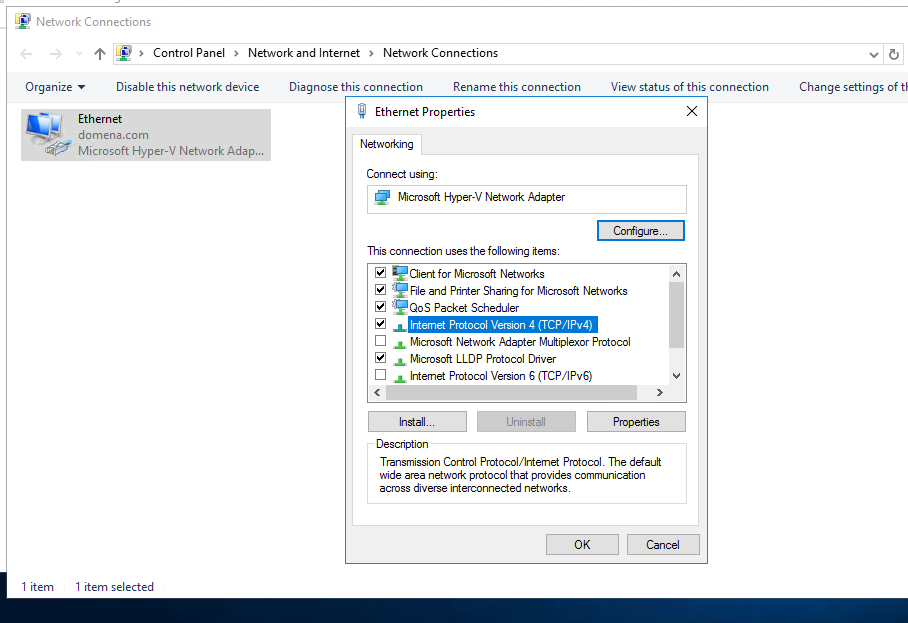 Network Connections
Control Panel > Network and Internet > Network Connections
Organize Disable this network device Diagnose this connection Rename this connection View status of this connection Change settings of
Ethernet
domena.com
Microsoft Hyper-V Network Adap...
Ethernet Properties
Networking
Connect using:
Microsoft Hyper-V Network Adapter
Configure...
This connection uses the following items:
Client for Microsoft Networks
File and Printer Sharing for Microsoft Networks
QoS Packet Scheduler
Internet Protocol Version 4 (TCP/IPv4)
Microsoft Network Adapter Multiplexor Protocol
Microsoft LLDP Protocol Driver
Internet Protocol Version 6 (TCP/IPv6)
Install... Uninstall Properties
Description
Transmission Control Protocol/Internet Protocol. The default
wide area network protocol that provides communication
across diverse interconnected networks.
OK Cancel
1 item 1 item selected